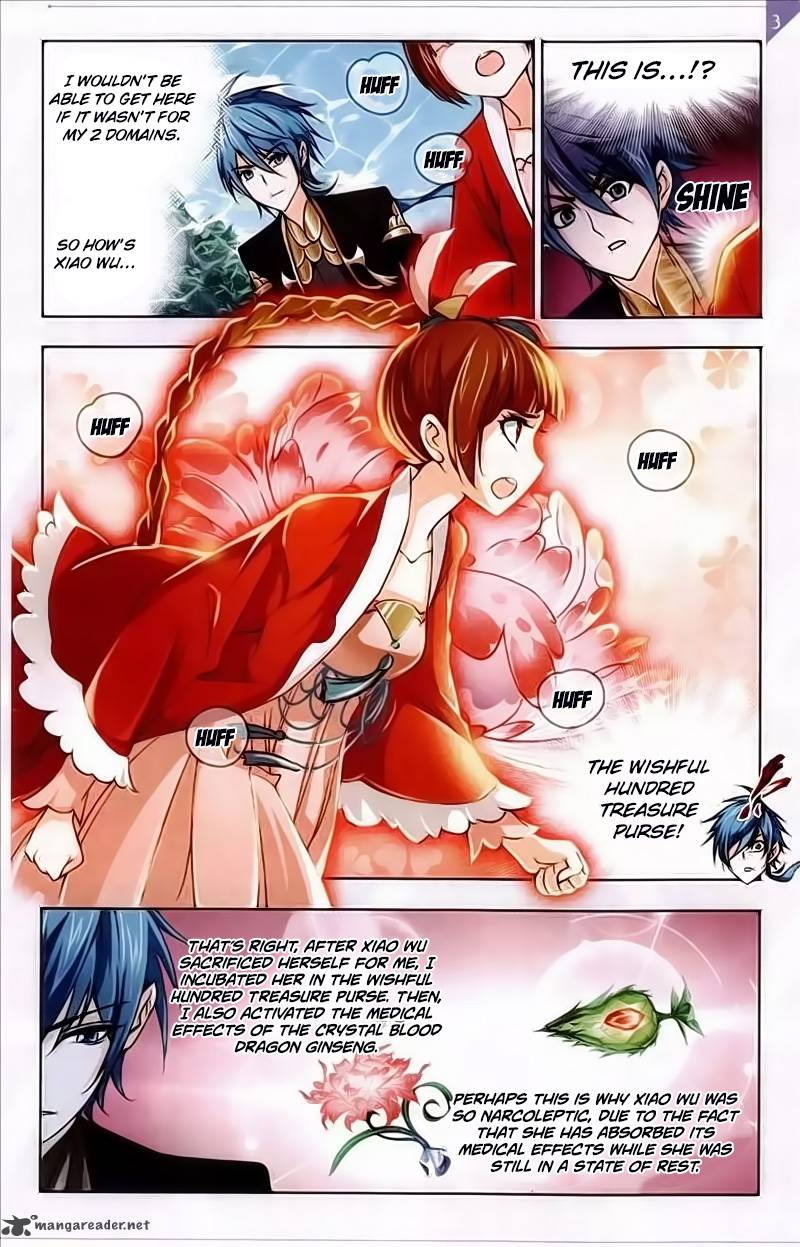 3
I WOULDN'T BE
ABLE TO GET HERE
IF IT WASN'T FOR
MY 2 DOMAINS.
SO HOW'S
XIAO WU...
HUFF
HUFF
THIS IS...!?
SHINE
HUFF
HUFF
HUFF
HUFF
THE WISHFUL
HUNDRED
TREASURE
PURSE!
THAT'S RIGHT, AFTER XIAO WU
SACRIFICED HERSELF FOR ME, I
INCUBATED HER IN THE WISHFUL
HUNDRED TREASURE PURSE. THEN,
I ALSO ACTIVATED THE MEDICAL
EFFECTS OF THE CRYSTAL BLOOD
DRAGON GINSENG.
PERHAPS THIS IS WHY XIAO WU WAS
SO NARCOLEPTIC, DUE TO THE FACT
THAT SHE HAS ABSORBED ITS
MEDICAL EFFECTS WHILE SHE WAS
STILL IN A STATE OF REST.
mangareader.net